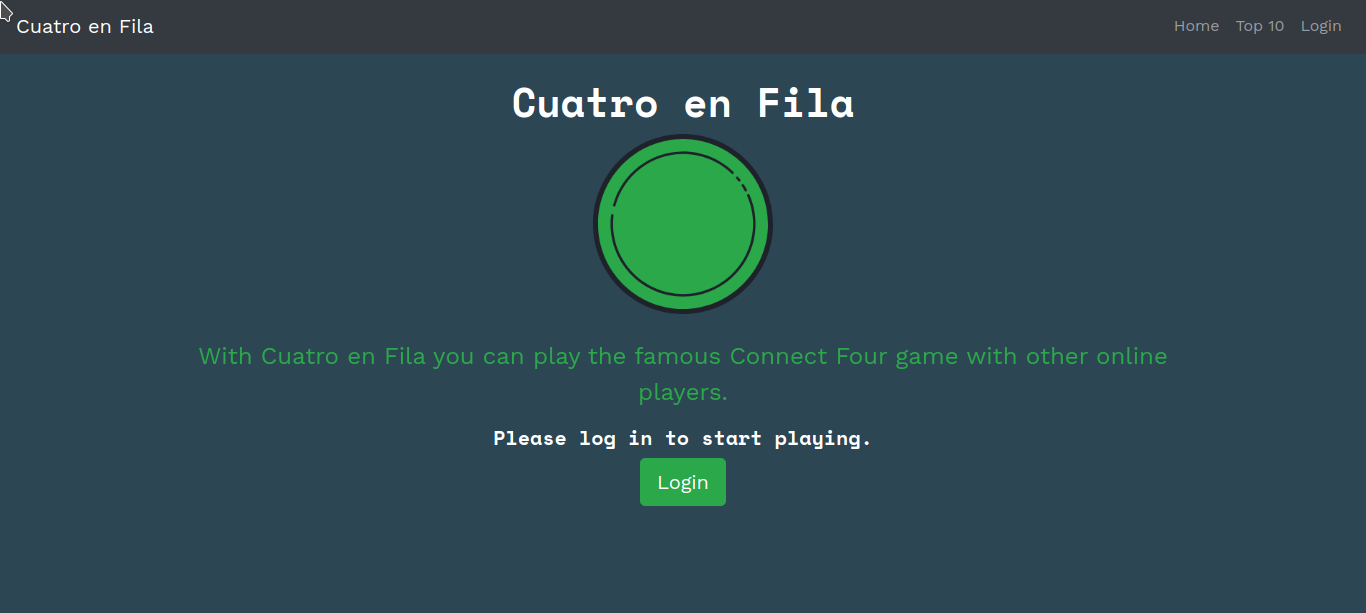 Cuatro en Fila
Home Top 10 Login
Cuatro en Fila
With Cuatro en Fila you can play the famous Connect Four game with other online
players.
Please log in to start playing.
Login